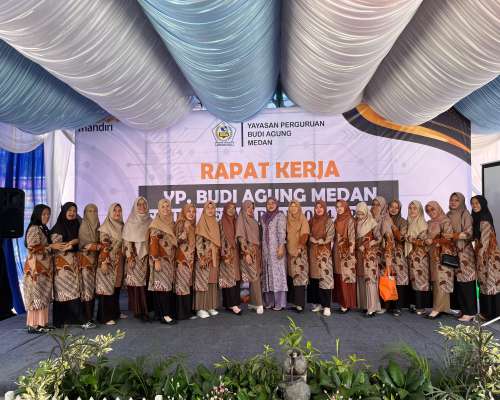 mandiri
YAYASAN PERGURUAN
BUDI AGUNG
MEDAN
RAPAT KERJA
YP. BUDI AGUNG MEDAN